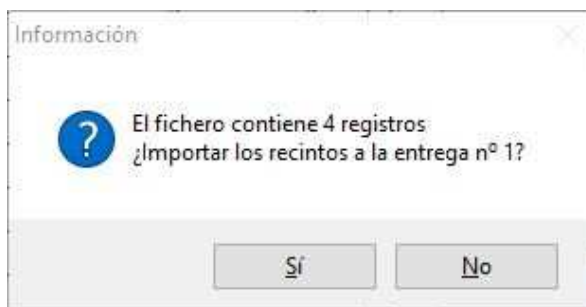 Información
El fichero contiene 4 registros
¿Importar los recintos a la entrega nº 1?
Sí
No